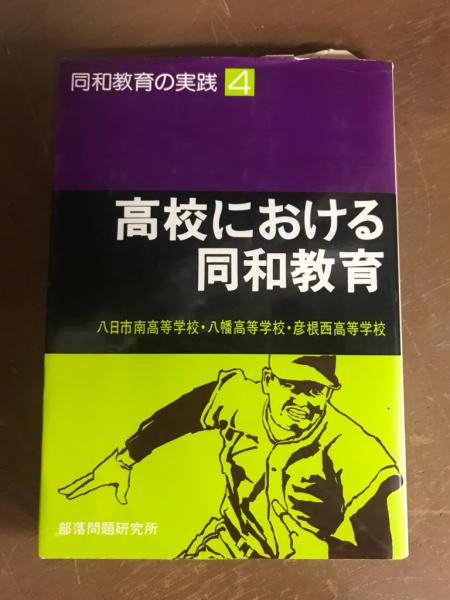 同和教育の実践 4
高校における
同和教育
八日市南高等学校・八幡高等学校・彦根西高等学校
部落問題研究所